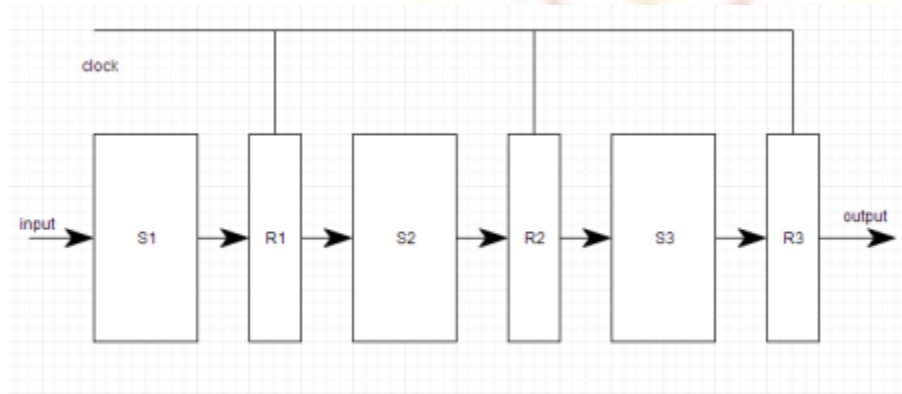 clock
input
S1
R1
S2
R2
S3
R3
output